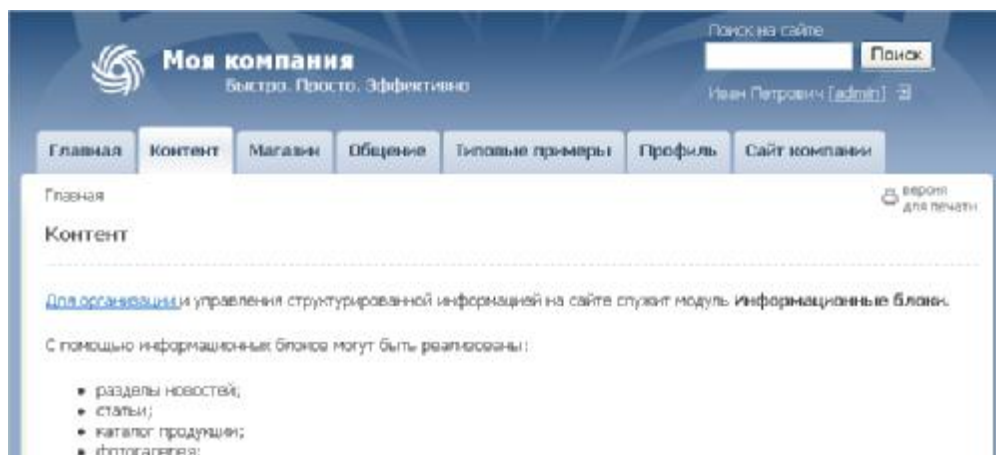 Поиск на сайте
Моя компания
Поиск
Быстро. Просто. Эффективно
Иван Петрович [admin]
Главная Контент Магазин Общение Типовые примеры Профиль Сайт компании
Главная
версия
для печати
Контент
Для организации и управления структурированной информацией на сайте служит модуль Информационные блоки.
С помощью информационных блоков могут быть реализованы:
• разделы новостей;
• статьи;
• каталог продукции;
• фотогалерея;